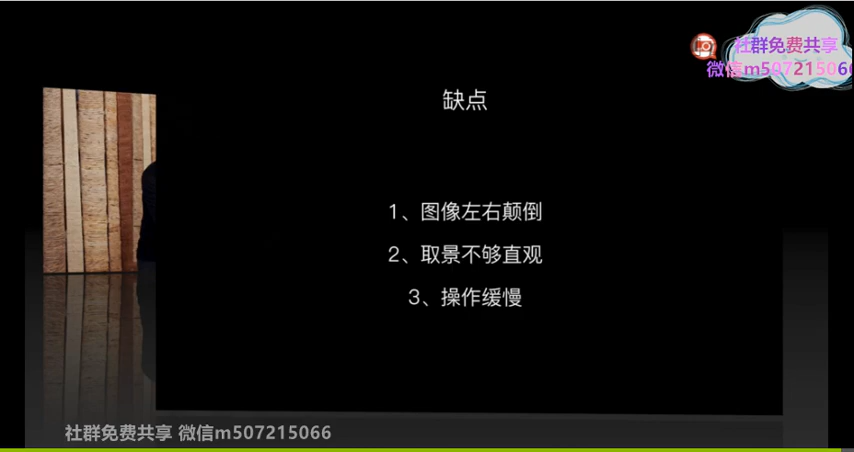 社群免费共享
微信m507215066
缺点
1、图像左右颠倒
2、取景不够直观
3、操作缓慢
社群免费共享 微信m507215066